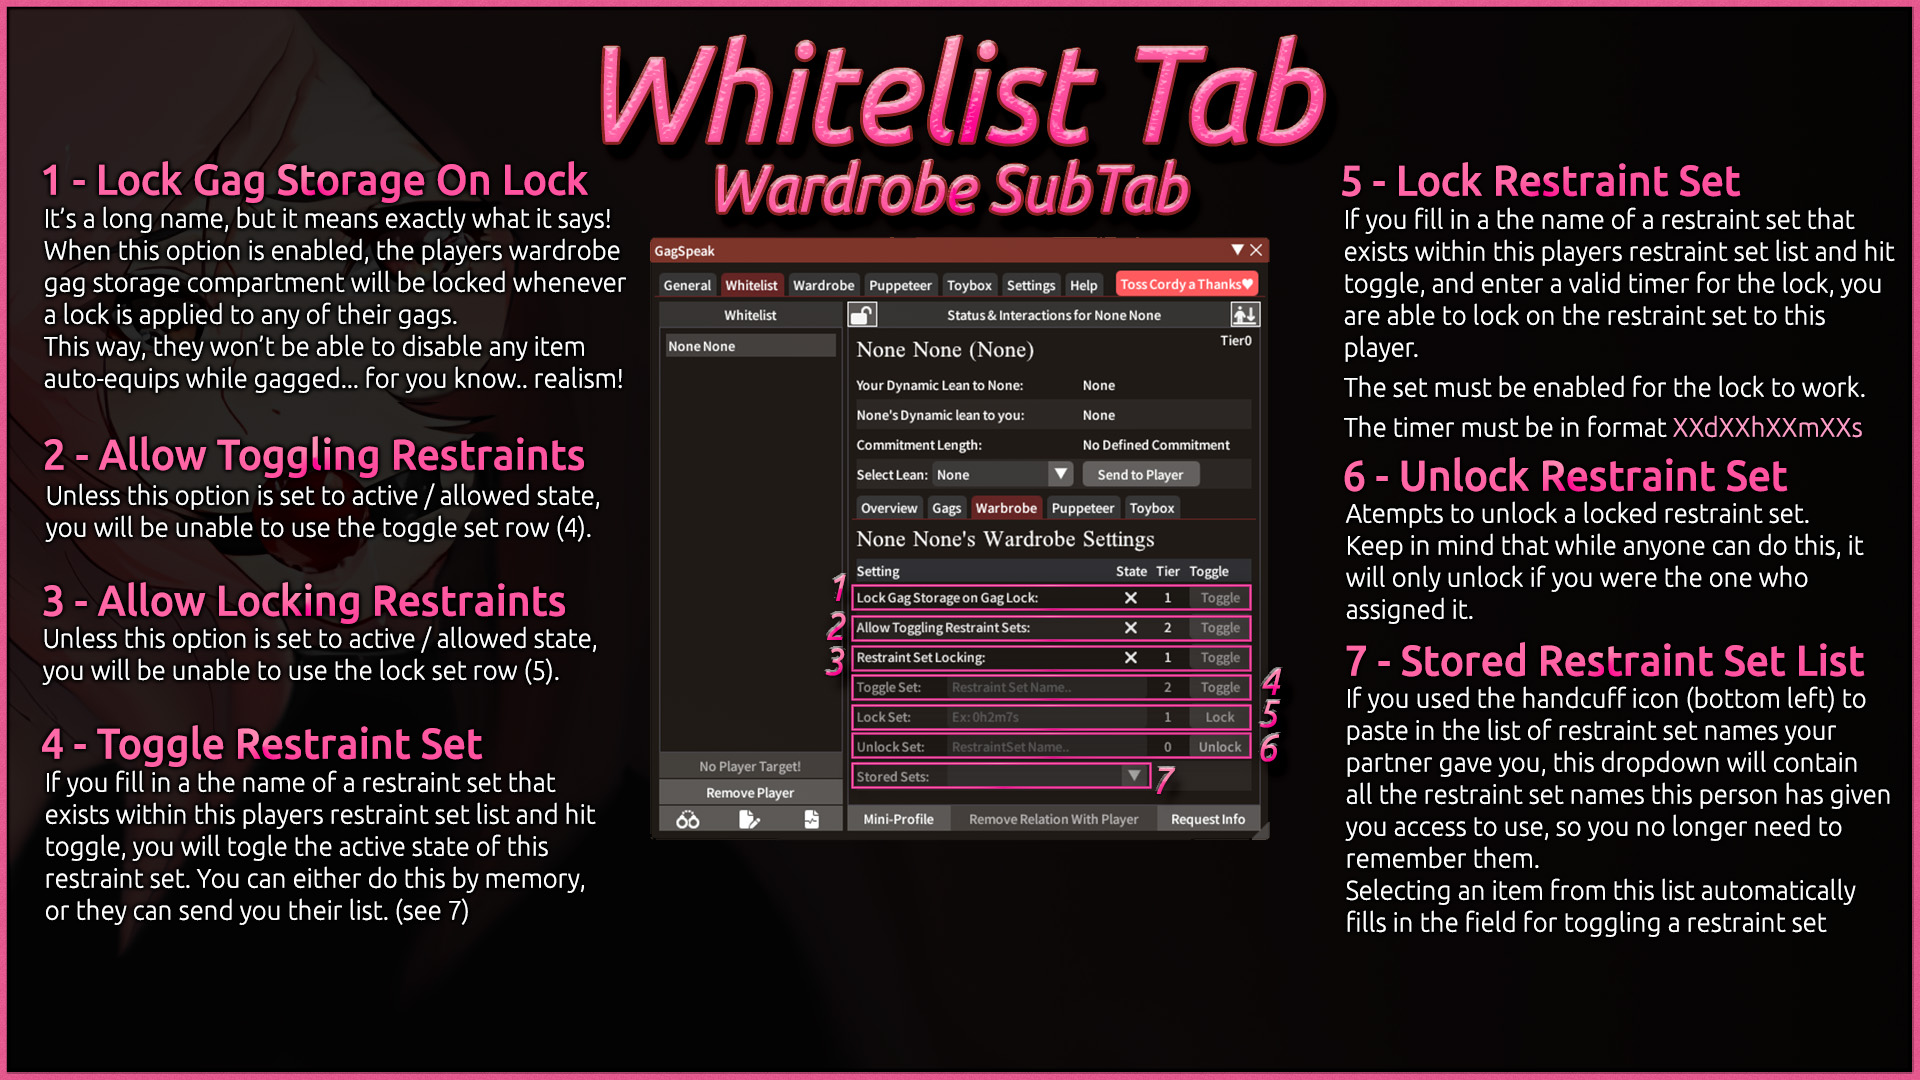 Whitelist Tab
Wardrobe SubTab
1 - Lock Gag Storage On Lock
It's a long name, but it means exactly what it says!
When this option is enabled, the players wardrobe
gag storage compartment will be locked whenever
a lock is applied to any of their gags.
This way, they won't be able to disable any item
auto-equips while gagged... for you know.. realism!
2 - Allow Toggling Restraints
Unless this option is set to active / allowed state,
you will be unable to use the toggle set row (4).
3 - Allow Locking Restraints
Unless this option is set to active / allowed state,
you will be unable to use the lock set row (5).
4 - Toggle Restraint Set
If you fill in a the name of a restraint set that
exists within this players restraint set list and hit
toggle, you will togle the active state of this
restraint set. You can either do this by memory,
or they can send you their list. (see 7)
GagSpeak
General Whitelist Wardrobe Puppeteer Toybox Settings Help Toss Cordy a Thanks♥
Whitelist
None None
No Player Target!
Remove Player
Status & Interactions for None None
None None (None) Tier0
Your Dynamic Lean to None: None
None's Dynamic lean to you: None
Commitment Length: No Defined Commitment
Select Lean: None Send to Player
Overview Gags Warbrobe Puppeteer Toybox
None None's Wardrobe Settings
Setting State Tier Toggle
1 Lock Gag Storage on Gag Lock: 1 Toggle
2 Allow Toggling Restraint Sets: 2 Toggle
3 Restraint Set Locking: 1 Toggle
Toggle Set: Restraint Set Name.. 2 Toggle 4
Lock Set: Ex: 0h2m7s 1 Lock 5
Unlock Set: RestraintSet Name.. 0 Unlock 6
Stored Sets: 7
Mini-Profile Remove Relation With Player Request Info
5 - Lock Restraint Set
If you fill in a the name of a restraint set that
exists within this players restraint set list and hit
toggle, and enter a valid timer for the lock, you
are able to lock on the restraint set to this
player.
The set must be enabled for the lock to work.
The timer must be in format XXdXXhXXmXXs
6 - Unlock Restraint Set
Atempts to unlock a locked restraint set.
Keep in mind that while anyone can do this, it
will only unlock if you were the one who
assigned it.
7 - Stored Restraint Set List
If you used the handcuff icon (bottom left) to
paste in the list of restraint set names your
partner gave you, this dropdown will contain
all the restraint set names this person has given
you access to use, so you no longer need to
remember them.
Selecting an item from this list automatically
fills in the field for toggling a restraint set